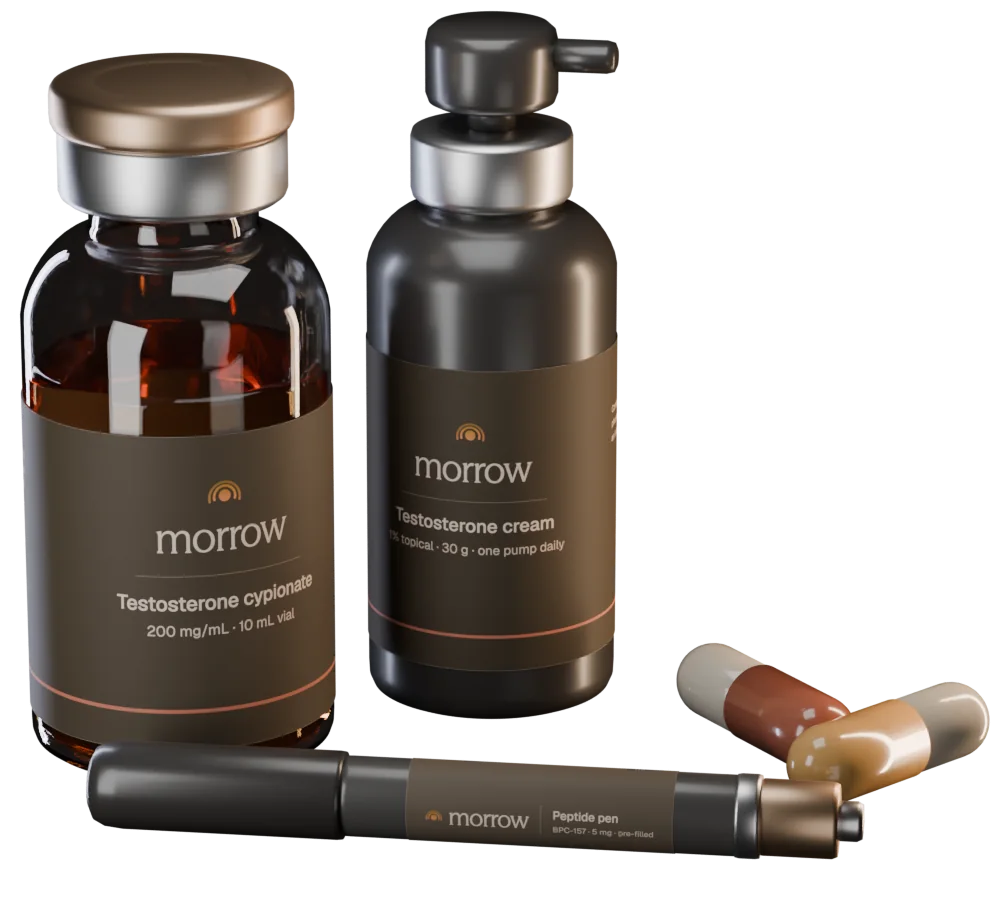 morrow
Testosterone cypionate
200 mg/mL · 10 mL vial
morrow
Testosterone cream
1% topical · 30 g · one pump daily
morrow
Peptide pen
BPC-157 · 5 mg · pre-filled